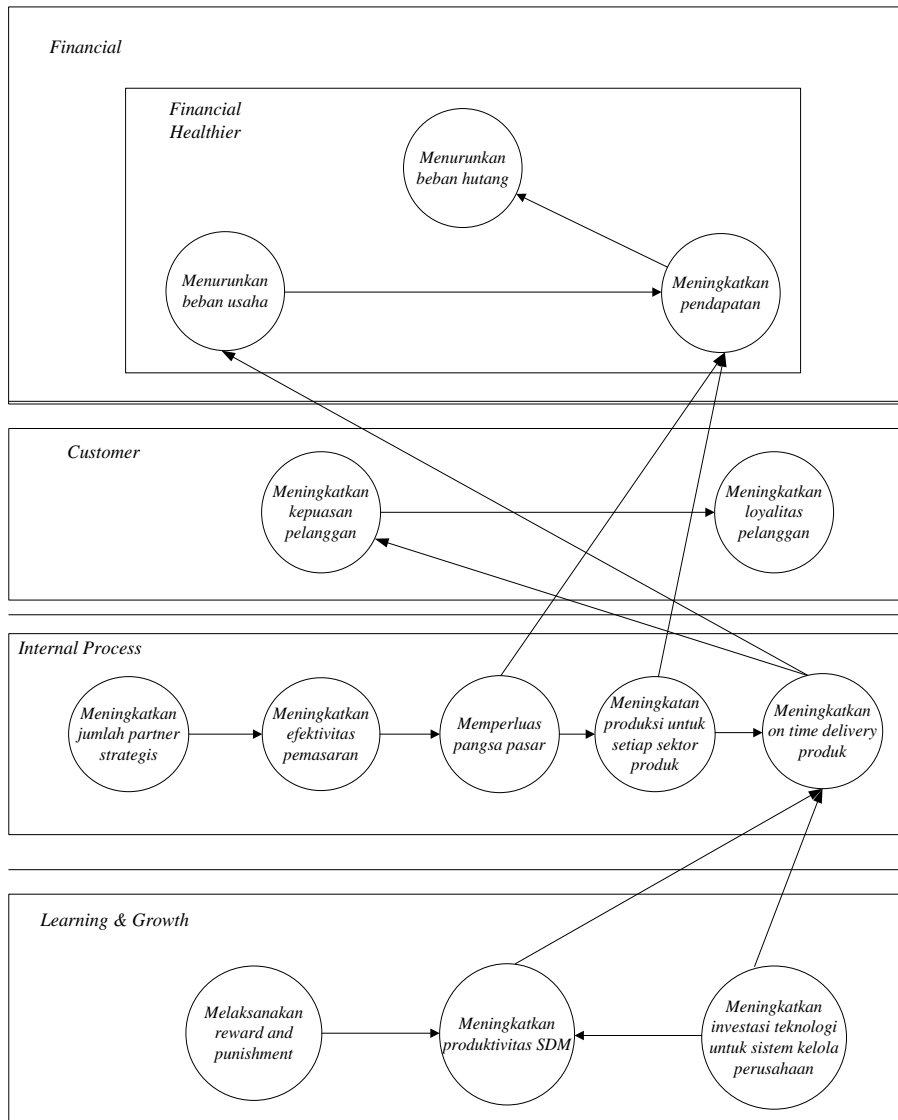 Financial
Financial
Healthier
Menurunkan
beban hutang
Menurunkan
beban usaha
Meningkatkan
pendapatan
Customer
Meningkatkan
kepuasan
pelanggan
Meningkatkan
loyalitas
pelanggan
Internal Process
Meningkatkan
jumlah partner
strategis
Meningkatkan
efektivitas
pemasaran
Memperluas
pangsa pasar
Meningkatan
produksi untuk
setiap sektor
produk
Meningkatkan
on time delivery
produk
Learning & Growth
Melaksanakan
reward and
punishment
Meningkatkan
produktivitas SDM
Meningkatkan
investasi teknologi
untuk sistem kelola
perusahaan